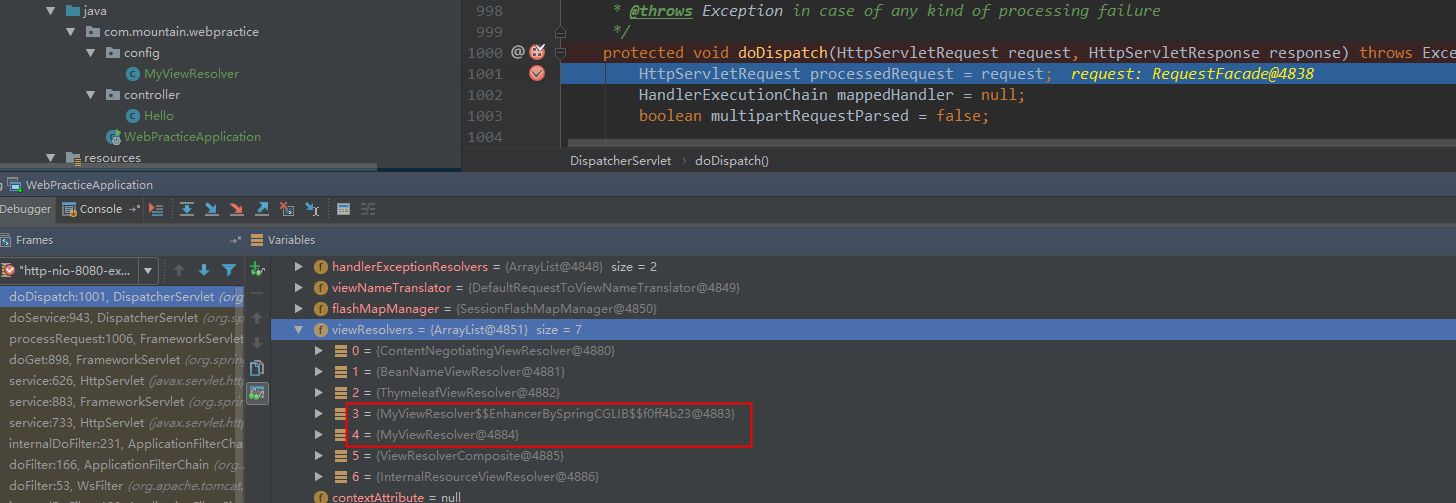 java
com.mountain.webpractice
config
MyViewResolver
controller
Hello
WebPracticeApplication
resources
998 * @throws Exception in case of any kind of processing failure
999 */
1000 @ protected void doDispatch(HttpServletRequest request, HttpServletResponse response) throws Exce
1001 HttpServletRequest processedRequest = request; request: RequestFacade@4838
1002 HandlerExecutionChain mappedHandler = null;
1003 boolean multipartRequestParsed = false;
1004
DispatcherServlet › doDispatch()
g WebPracticeApplication
Debugger Console
Frames
Variables
"http-nio-8080-ex...
doDispatch:1001, DispatcherServlet (org
doService:943, DispatcherServlet (org.sp
processRequest:1006, FrameworkServlet
doGet:898, FrameworkServlet (org.spring
service:626, HttpServlet (javax.servlet.htt
service:883, FrameworkServlet (org.sprin
service:733, HttpServlet (javax.servlet.htt
internalDoFilter:231, ApplicationFilterCha
doFilter:166, ApplicationFilterChain (org.a
doFilter:53, WsFilter (org.apache.tomcat.
handlerExceptionResolvers = {ArrayList@4848} size = 2
viewNameTranslator = {DefaultRequestToViewNameTranslator@4849}
flashMapManager = {SessionFlashMapManager@4850}
viewResolvers = {ArrayList@4851} size = 7
0 = {ContentNegotiatingViewResolver@4880}
1 = {BeanNameViewResolver@4881}
2 = {ThymeleafViewResolver@4882}
3 = {MyViewResolver$$EnhancerBySpringCGLIB$$f0ff4b23@4883}
4 = {MyViewResolver@4884}
5 = {ViewResolverComposite@4885}
6 = {InternalResourceViewResolver@4886}
contextAttribute = null